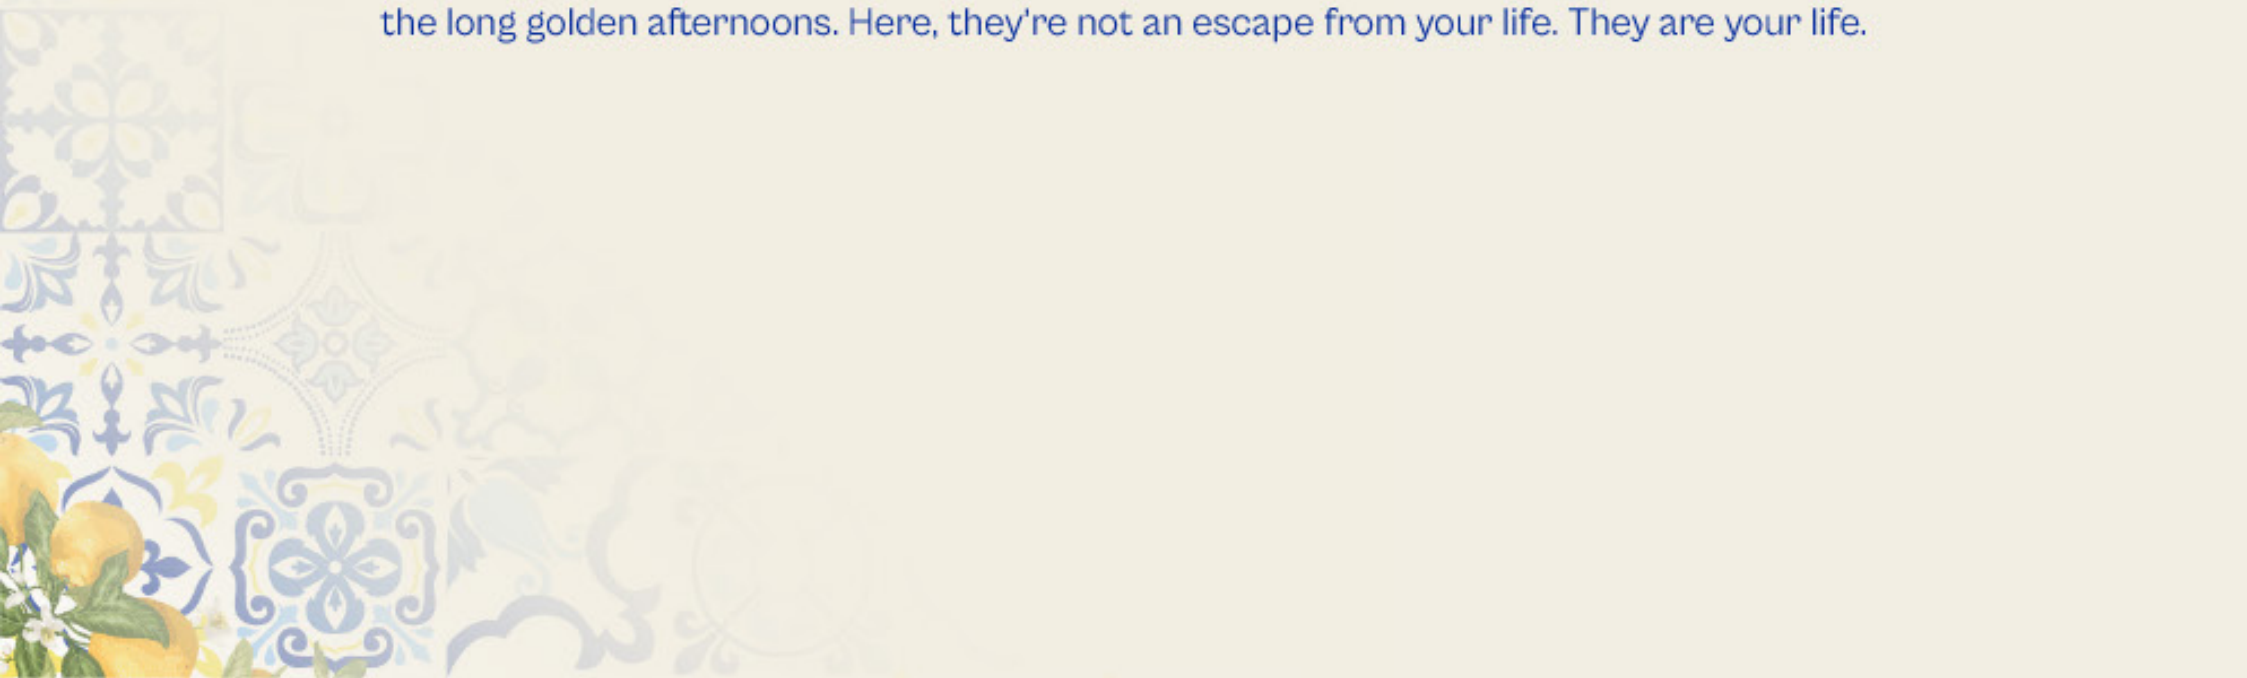 the long golden afternoons. Here, they're not an escape from your life. They are your life.